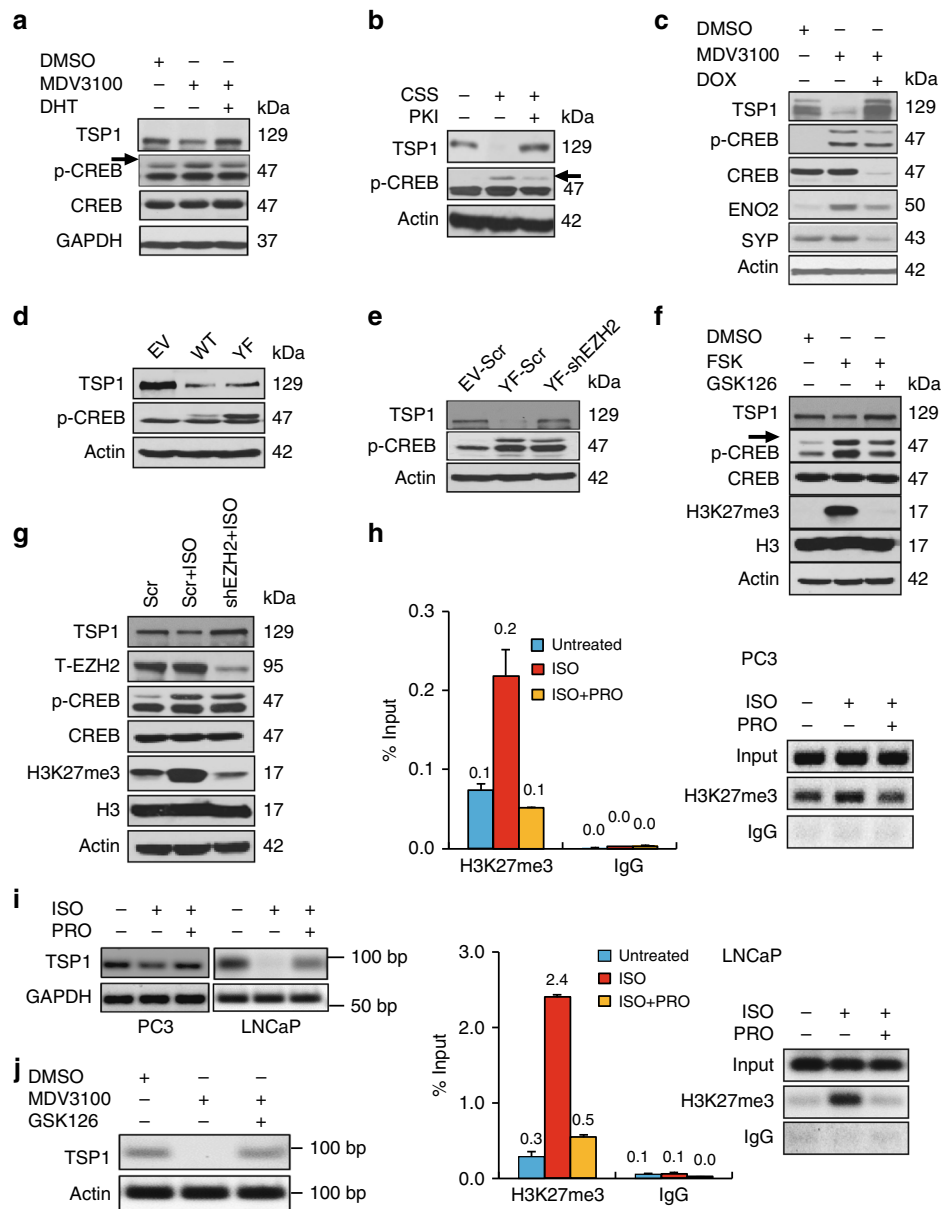 a
DMSO + – –
MDV3100 – + +
DHT – – + kDa
TSP1 129
p-CREB 47
CREB 47
GAPDH 37
b
CSS – + +
PKI – – + kDa
TSP1 129
p-CREB 47
Actin 42
c
DMSO + – –
MDV3100 – + +
DOX – – + kDa
TSP1 129
p-CREB 47
CREB 47
ENO2 50
SYP 43
Actin 42
d
EV WT YF kDa
TSP1 129
p-CREB 47
Actin 42
e
EV-Scr YF-Scr YF-shEZH2 kDa
TSP1 129
p-CREB 47
Actin 42
f
DMSO + – –
FSK – + +
GSK126 – – + kDa
TSP1 129
p-CREB 47
CREB 47
H3K27me3 17
H3 17
Actin 42
g
Scr Scr+ISO shEZH2+ISO kDa
TSP1 129
T-EZH2 95
p-CREB 47
CREB 47
H3K27me3 17
H3 17
Actin 42
h
% Input
0.3
0.2
0.1
0.0
Untreated
ISO
ISO+PRO
0.1 0.2 0.1
0.0 0.0 0.0
H3K27me3 IgG
PC3
ISO – + +
PRO – – +
Input
H3K27me3
IgG
% Input
3.0
2.0
1.0
0.0
Untreated
ISO
ISO+PRO
0.3 2.4 0.5
0.1 0.1 0.0
H3K27me3 IgG
LNCaP
ISO – + +
PRO – – +
Input
H3K27me3
IgG
i
ISO – + + – + +
PRO – – + – – +
TSP1 100 bp
GAPDH 50 bp
PC3 LNCaP
j
DMSO + – –
MDV3100 – + +
GSK126 – – +
TSP1 100 bp
Actin 100 bp